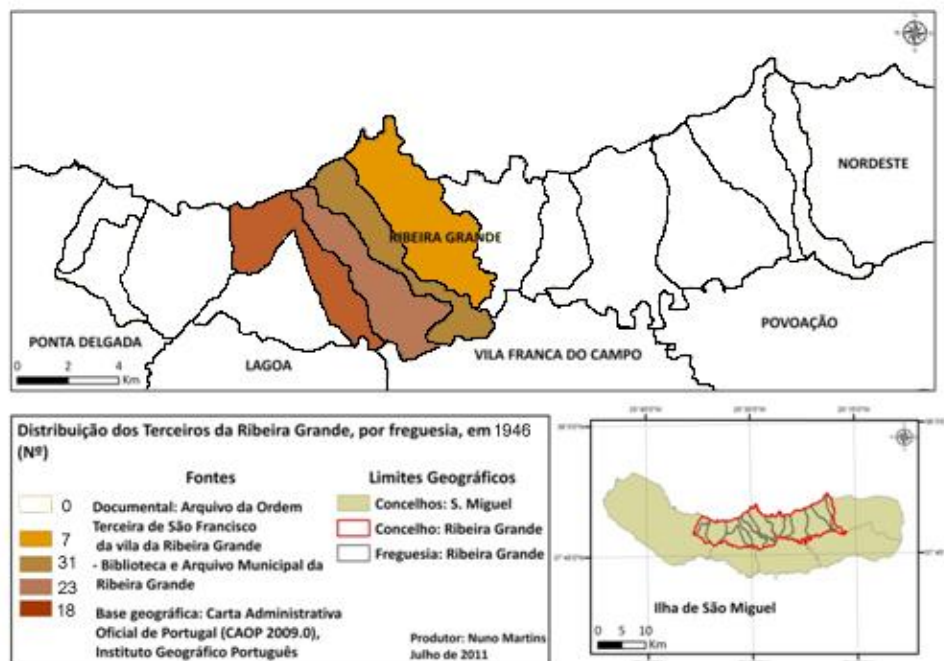 NORDESTE
RIBEIRA GRANDE
POVOAÇÃO
PONTA DELGADA
VILA FRANCA DO CAMPO
LAGOA
0 2 4
Km
Distribuição dos Terceiros da Ribeira Grande, por freguesia, em 1946
(Nº)
Fontes
0
7
31
23
18
Documental: Arquivo da Ordem
Terceira de São Francisco
da vila da Ribeira Grande
- Biblioteca e Arquivo Municipal da
Ribeira Grande
Base geográfica: Carta Administrativa
Oficial de Portugal (CAOP 2009.0),
Instituto Geográfico Português
Limites Geográficos
Concelhos: S. Miguel
Concelho: Ribeira Grande
Freguesia: Ribeira Grande
Produtor: Nuno Martins
Julho de 2011
Ilha de São Miguel
0 5 10
Km